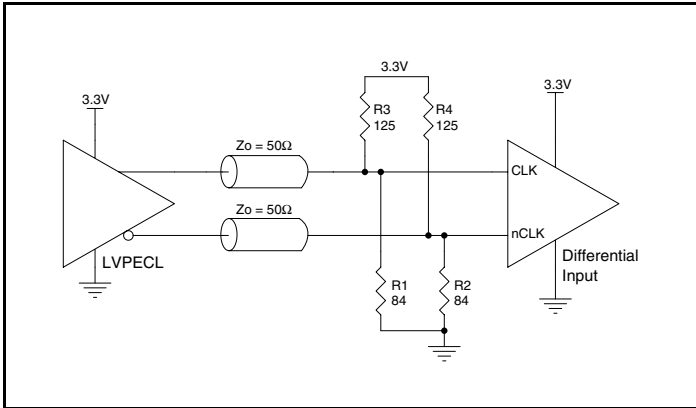 3.3V
R3
125
R4
125
3.3V
3.3V
Zo = 50Ω
CLK
Zo = 50Ω
nCLK
LVPECL
Differential
Input
R1
84
R2
84